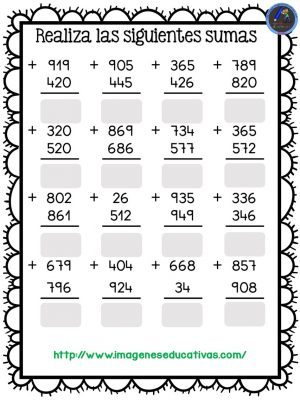 Realiza las siguientes sumas
+ 919 + 905 + 365 + 789
420 445 426 820
+ 320 + 869 + 734 + 365
520 686 577 572
+ 802 + 26 + 935 + 336
861 512 949 346
+ 679 + 404 + 668 + 857
796 924 34 908
http://www.imageneseducativas.com/